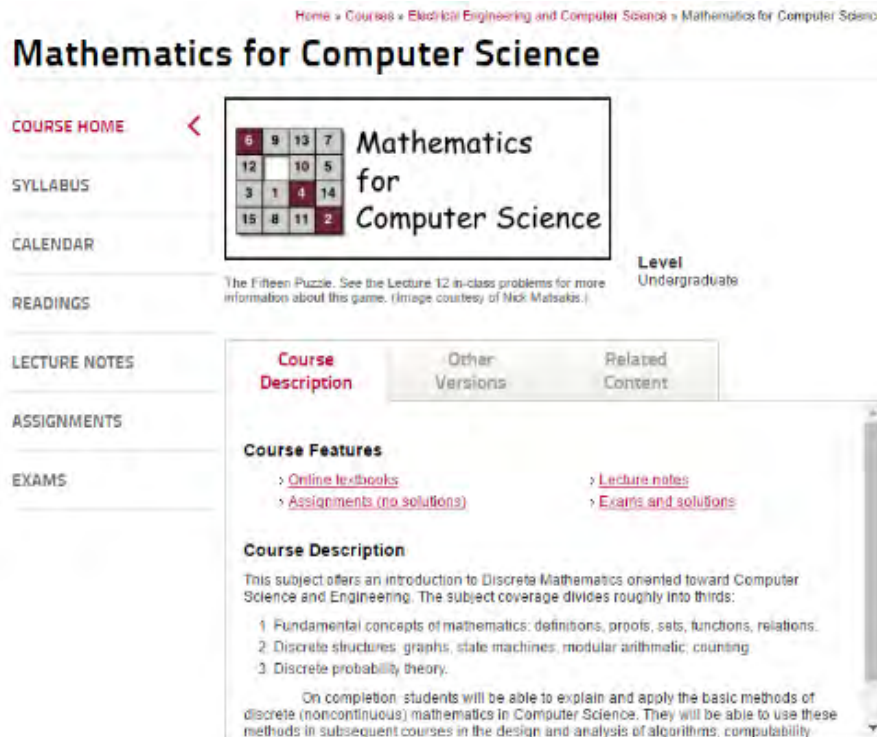 Home » Courses » Electrical Engineering and Computer Science » Mathematics for Computer Scienc
Mathematics for Computer Science
COURSE HOME
SYLLABUS
CALENDAR
READINGS
LECTURE NOTES
ASSIGNMENTS
EXAMS
6 9 13 7
12 10 5
3 1 4 14
15 8 11 2
Mathematics
for
Computer Science
The Fifteen Puzzle. See the Lecture 12 in-class problems for more
information about this game. (Image courtesy of Nick Matsakis.)
Level
Undergraduate
Course
Description
Other
Versions
Related
Content
Course Features
› Online textbooks
› Lecture notes
› Assignments (no solutions)
› Exams and solutions
Course Description
This subject offers an introduction to Discrete Mathematics oriented toward Computer
Science and Engineering. The subject coverage divides roughly into thirds:
1. Fundamental concepts of mathematics: definitions, proofs, sets, functions, relations.
2. Discrete structures: graphs, state machines, modular arithmetic, counting.
3. Discrete probability theory.
On completion, students will be able to explain and apply the basic methods of
discrete (noncontinuous) mathematics in Computer Science. They will be able to use these
methods in subsequent courses in the design and analysis of algorithms, computability